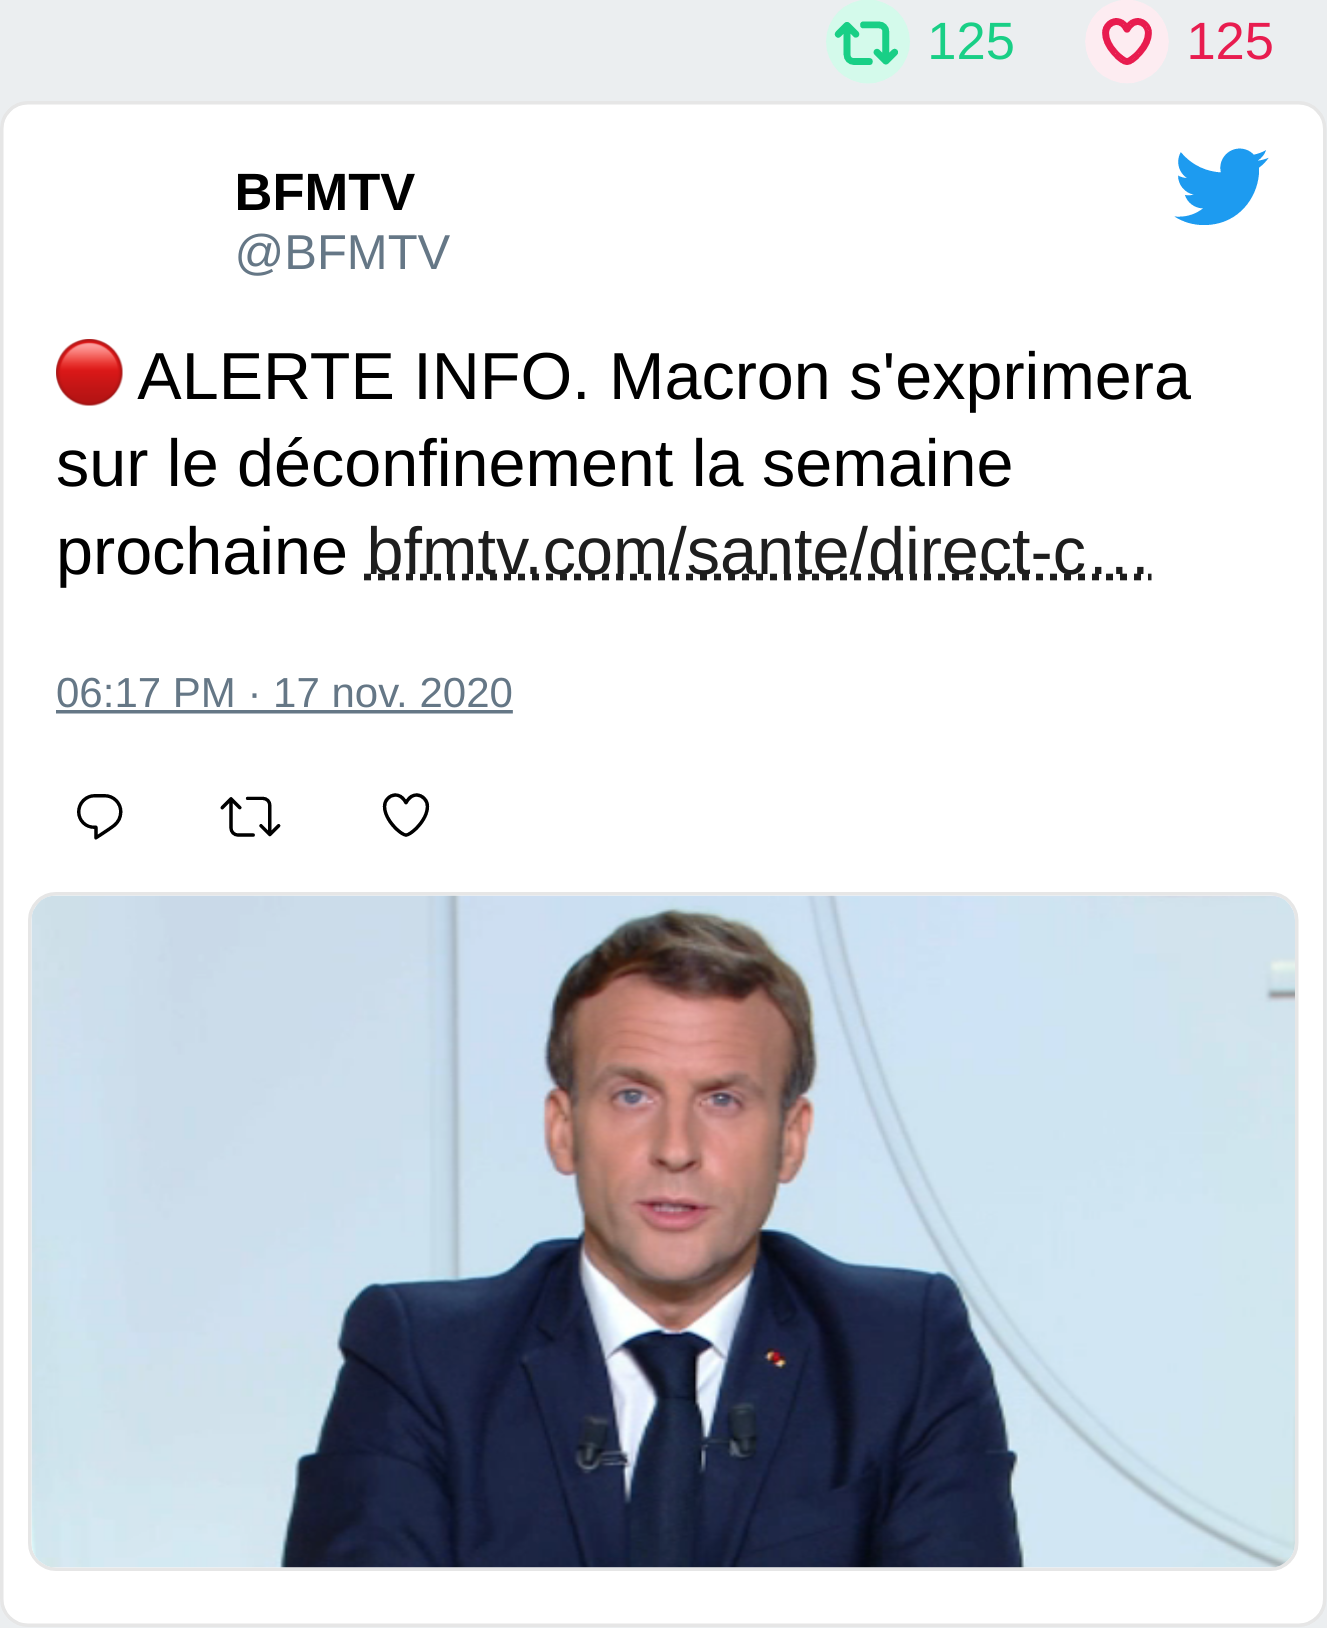 125 125
BFMTV
@BFMTV
🔴 ALERTE INFO. Macron s'exprimera
sur le déconfinement la semaine
prochaine bfmtv.com/sante/direct-c…
06:17 PM · 17 nov. 2020